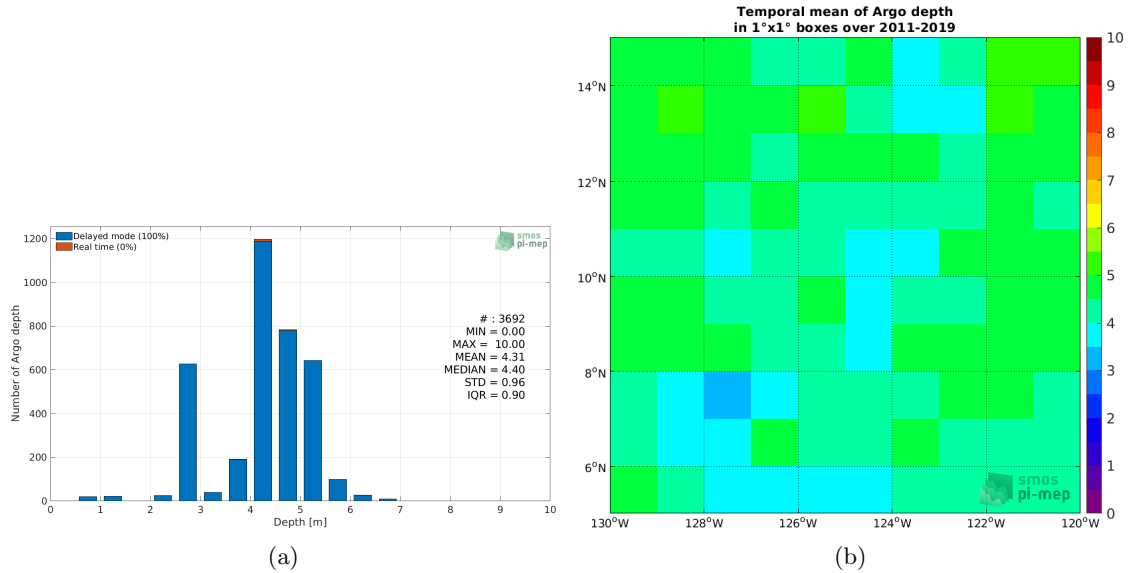 Delayed mode (100%)
Real time (0%)
smos
pi-mep
Number of Argo depth
1200
1000
800
600
400
200
0
# : 3692
MIN = 0.00
MAX = 10.00
MEAN = 4.31
MEDIAN = 4.40
STD = 0.96
IQR = 0.90
0 1 2 3 4 5 6 7 8 9 10
Depth [m]
(a)
Temporal mean of Argo depth
in 1°x1° boxes over 2011-2019
14°N
12°N
10°N
8°N
6°N
130°W 128°W 126°W 124°W 122°W 120°W
smos
pi-mep
10
9
8
7
6
5
4
3
2
1
0
(b)